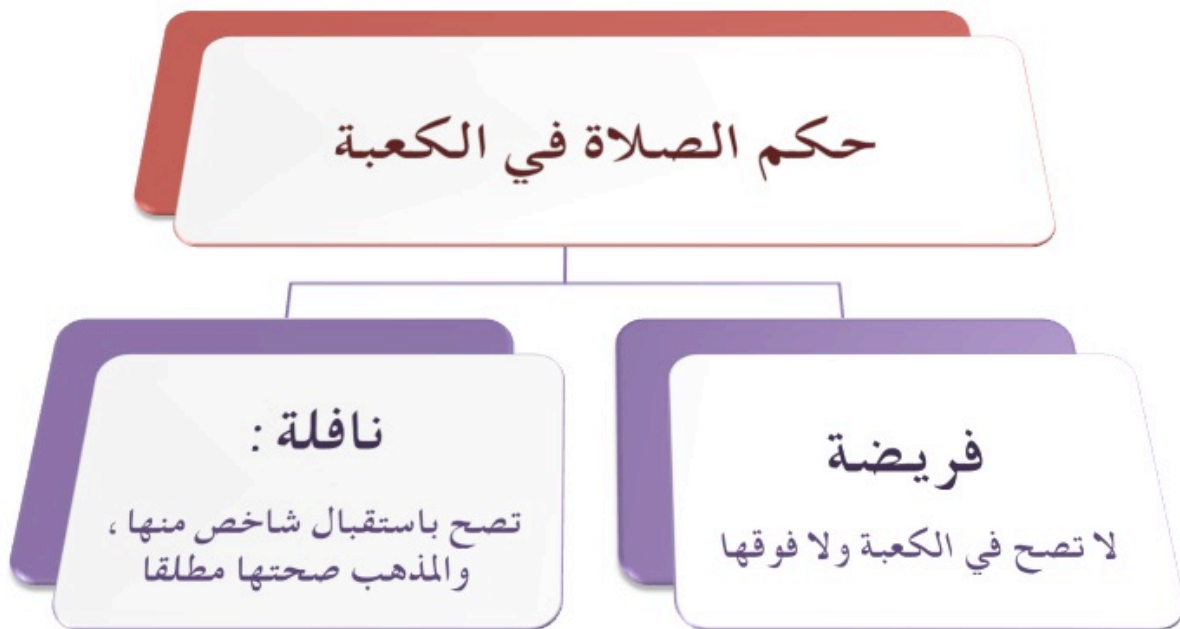 حكم الصلاة في الكعبة
فريضة
لا تصح في الكعبة ولا فوقها
نافلة :
تصح باستقبال شاخص منها ،
والمذهب صحتها مطلقا